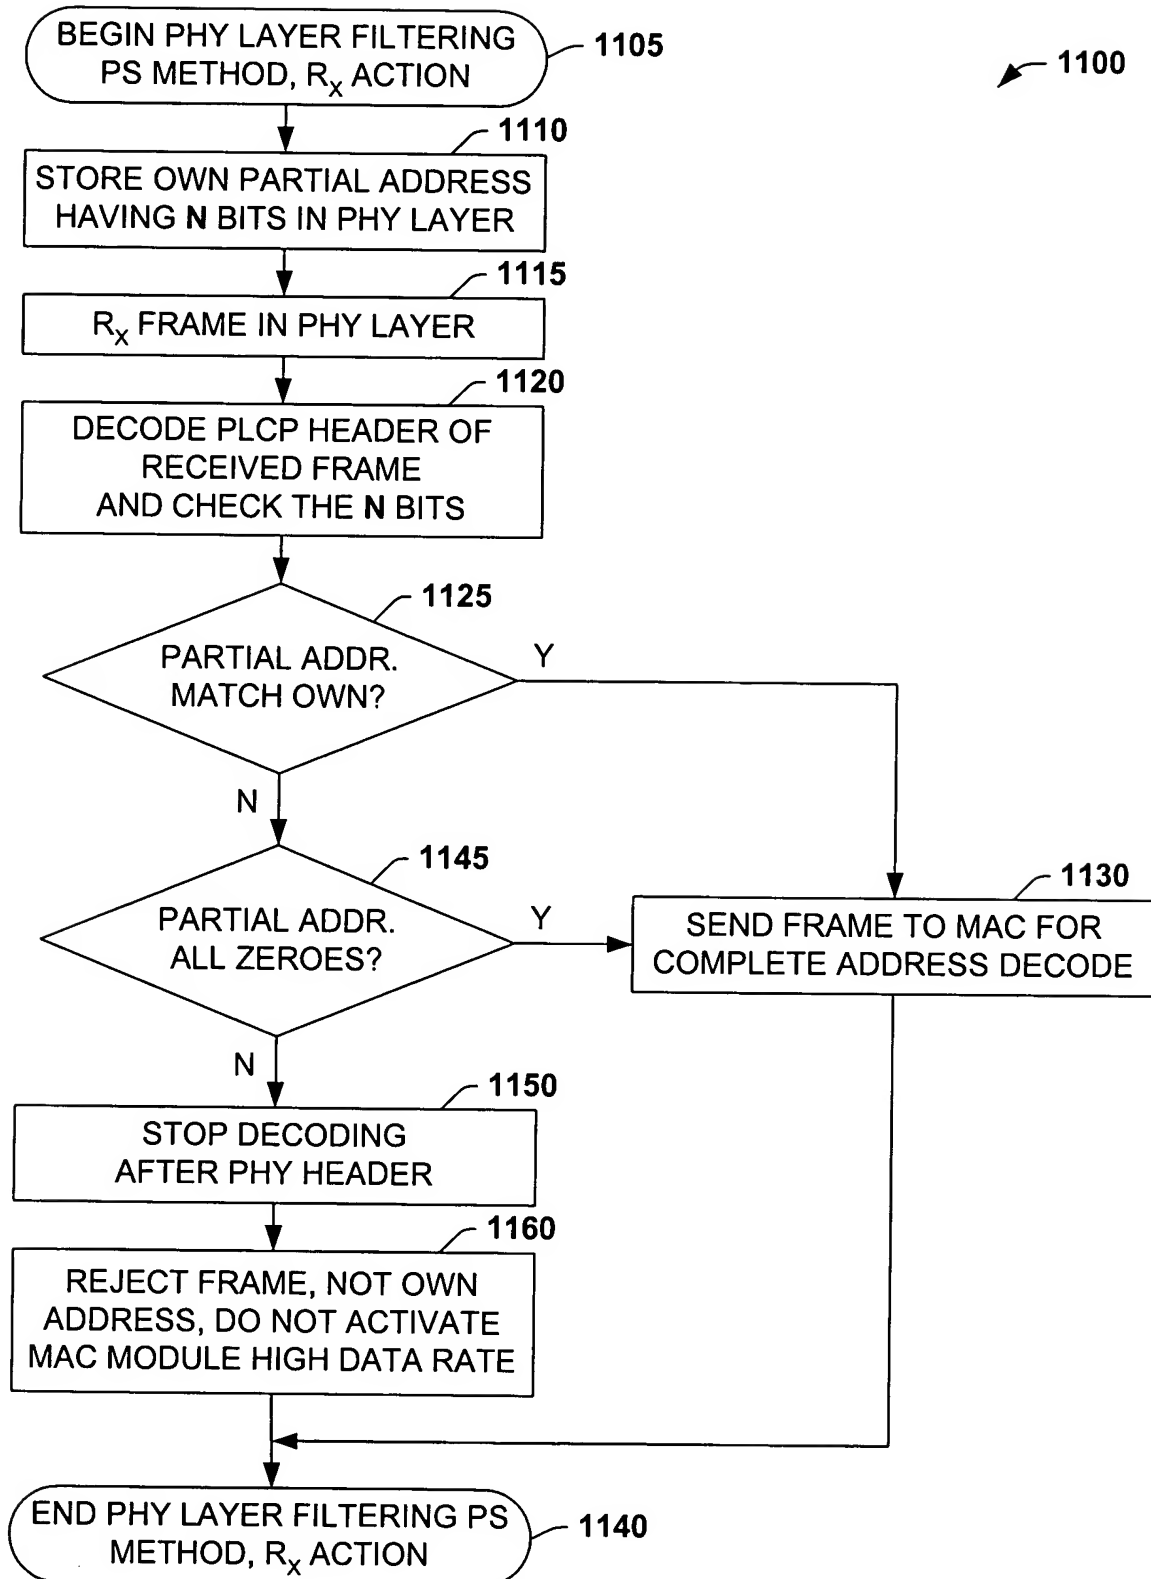 BEGIN PHY LAYER FILTERING
PS METHOD, RX ACTION
1105
1100
1110
STORE OWN PARTIAL ADDRESS
HAVING N BITS IN PHY LAYER
1115
RX FRAME IN PHY LAYER
1120
DECODE PLCP HEADER OF
RECEIVED FRAME
AND CHECK THE N BITS
1125
PARTIAL ADDR.
MATCH OWN?
Y
N
1145
PARTIAL ADDR.
ALL ZEROES?
Y
1130
SEND FRAME TO MAC FOR
COMPLETE ADDRESS DECODE
N
1150
STOP DECODING
AFTER PHY HEADER
1160
REJECT FRAME, NOT OWN
ADDRESS, DO NOT ACTIVATE
MAC MODULE HIGH DATA RATE
END PHY LAYER FILTERING PS
METHOD, RX ACTION
1140